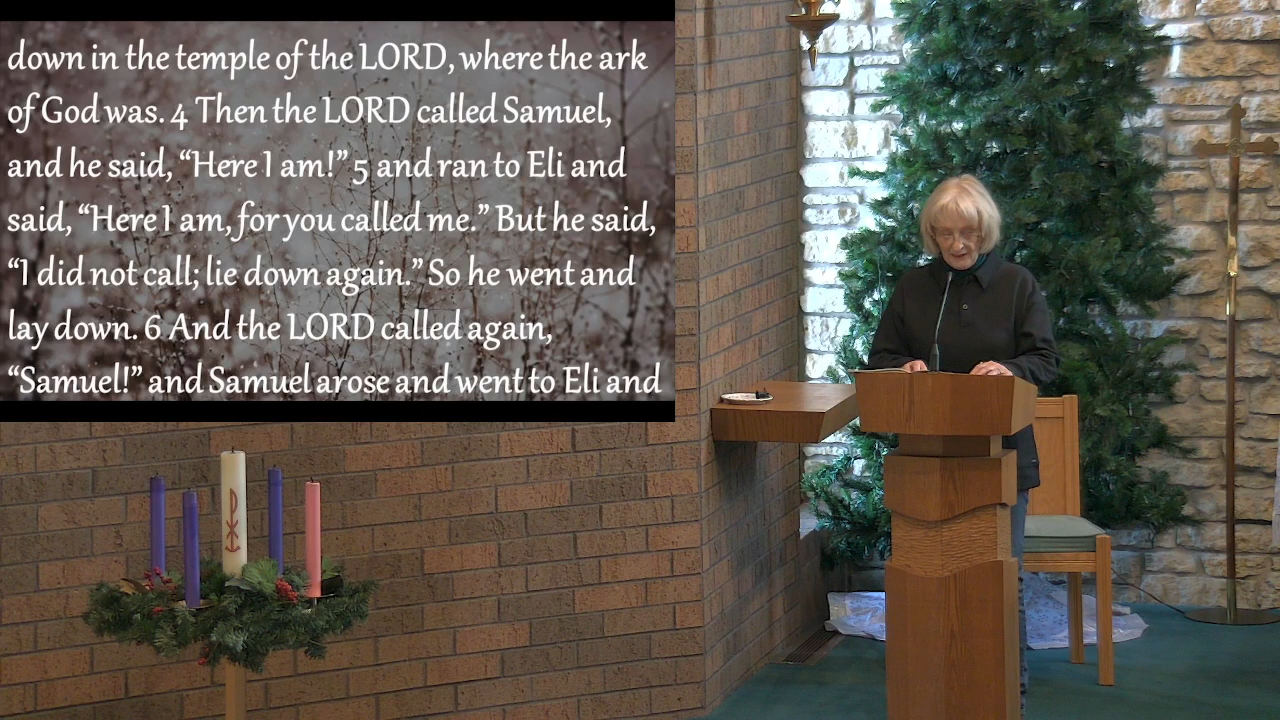 down in the temple of the LORD, where the ark
of God was. 4 Then the LORD called Samuel,
and he said, “Here I am!” 5 and ran to Eli and
said, “Here I am, for you called me.” But he said,
“I did not call; lie down again.” So he went and
lay down. 6 And the LORD called again,
“Samuel!” and Samuel arose and went to Eli and